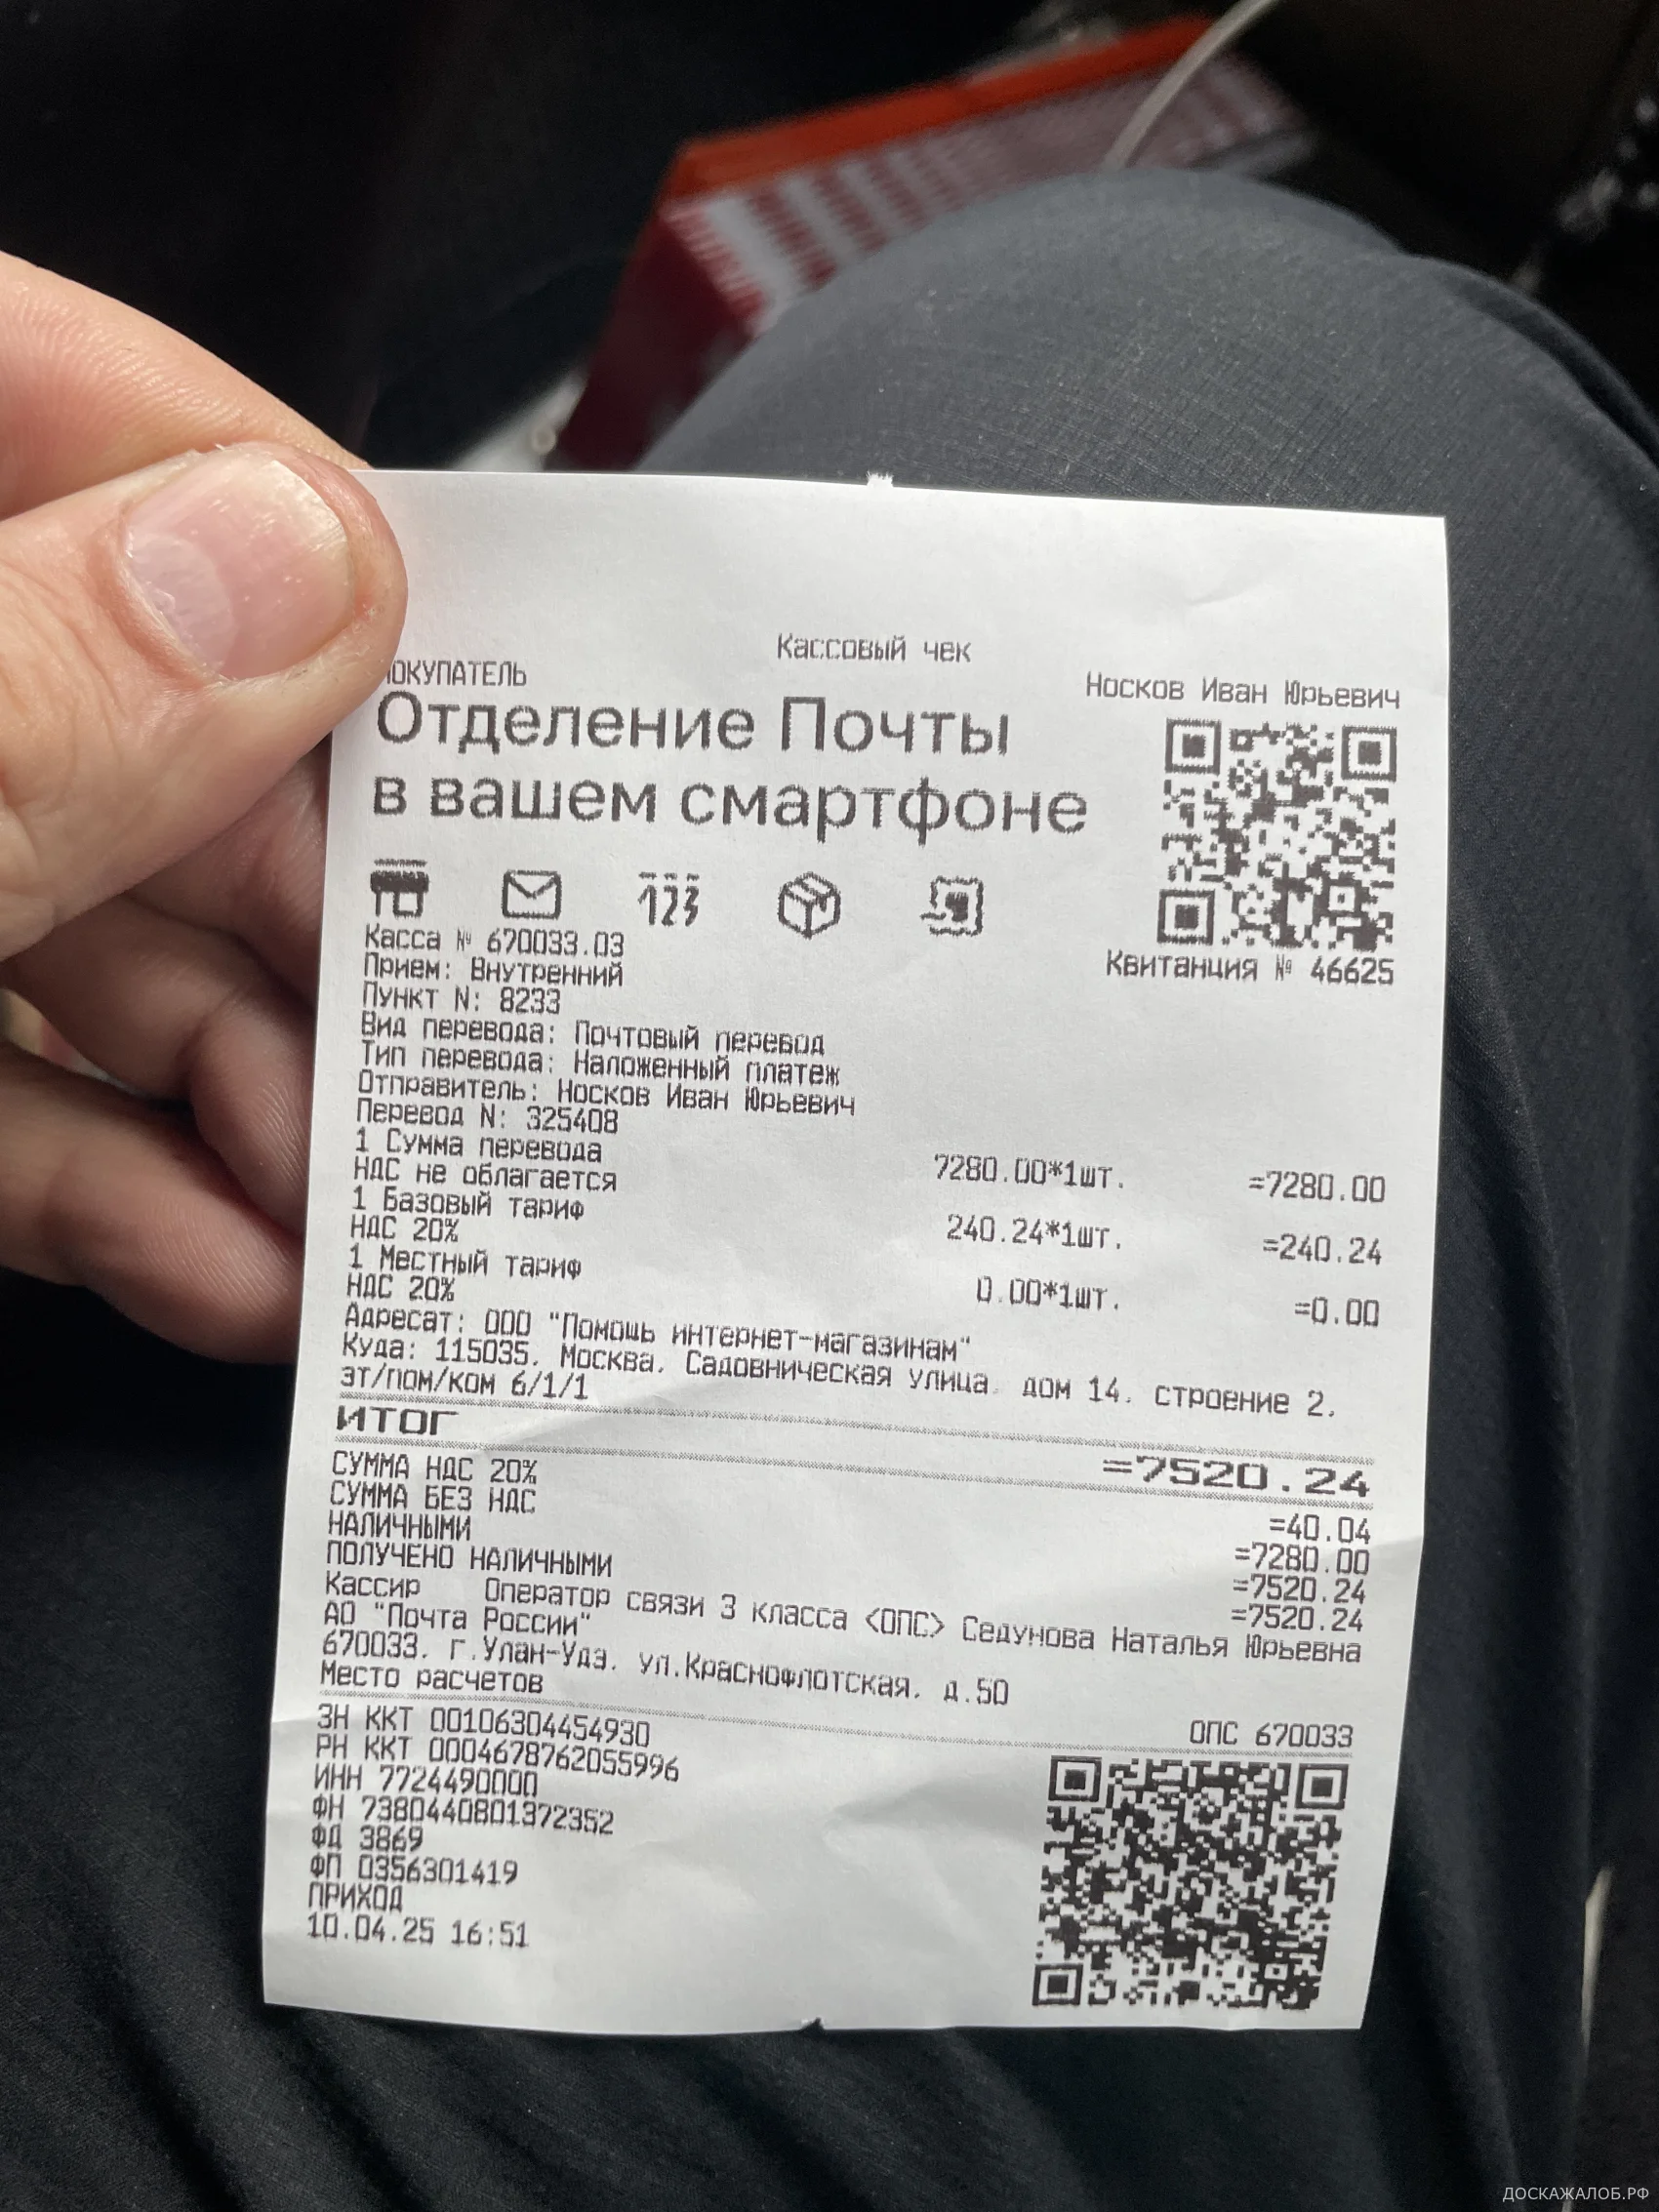 Кассовый чек
ПОКУПАТЕЛЬ Носков Иван Юрьевич
Отделение Почты
в вашем смартфоне
123
Касса № 670033.03
Квитанция № 46625
Прием: Внутренний
Пункт N: 8233
Вид перевода: Почтовый перевод
Тип перевода: Наложенный платеж
Отправитель: Носков Иван Юрьевич
Перевод N: 325408
1 Сумма перевода 7280.00*1шт. =7280.00
НДС не облагается
1 Базовый тариф 240.24*1шт. =240.24
НДС 20%
1 Местный тариф 0.00*1шт. =0.00
НДС 20%
Адресат: ООО "Помощь интернет-магазинам"
Куда: 115035, Москва, Садовническая улица, дом 14, строение 2,
эт/пом/ком 6/1/1
ИТОГ =7520.24
СУММА НДС 20% =40.04
СУММА БЕЗ НДС =7280.00
НАЛИЧНЫМИ =7520.24
ПОЛУЧЕНО НАЛИЧНЫМИ =7520.24
Кассир Оператор связи 3 класса <ОПС> Седунова Наталья Юрьевна
АО "Почта России"
670033, г.Улан-Удэ, ул.Краснофлотская, д.50
Место расчетов ОПС 670033
ЗН ККТ 00106304454930
РН ККТ 0004678762055996
ИНН 7724490000
ФН 7380440801372352
ФД 3869
ФП 0356301419
ПРИХОД
10.04.25 16:51
ДОСКАЖАЛОБ.РФ